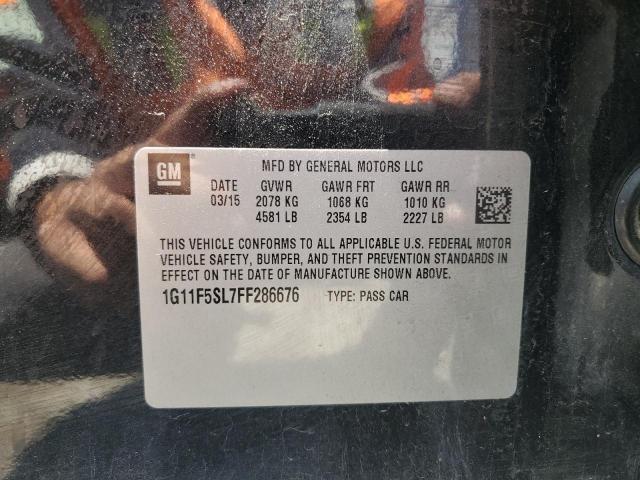 GM
MFD BY GENERAL MOTORS LLC
DATE GVWR GAWR FRT GAWR RR
03/15 2078 KG 1068 KG 1010 KG
4581 LB 2354 LB 2227 LB
THIS VEHICLE CONFORMS TO ALL APPLICABLE U.S. FEDERAL MOTOR
VEHICLE SAFETY, BUMPER, AND THEFT PREVENTION STANDARDS IN
EFFECT ON THE DATE OF MANUFACTURE SHOWN ABOVE.
1G11F5SL7FF286676 TYPE: PASS CAR